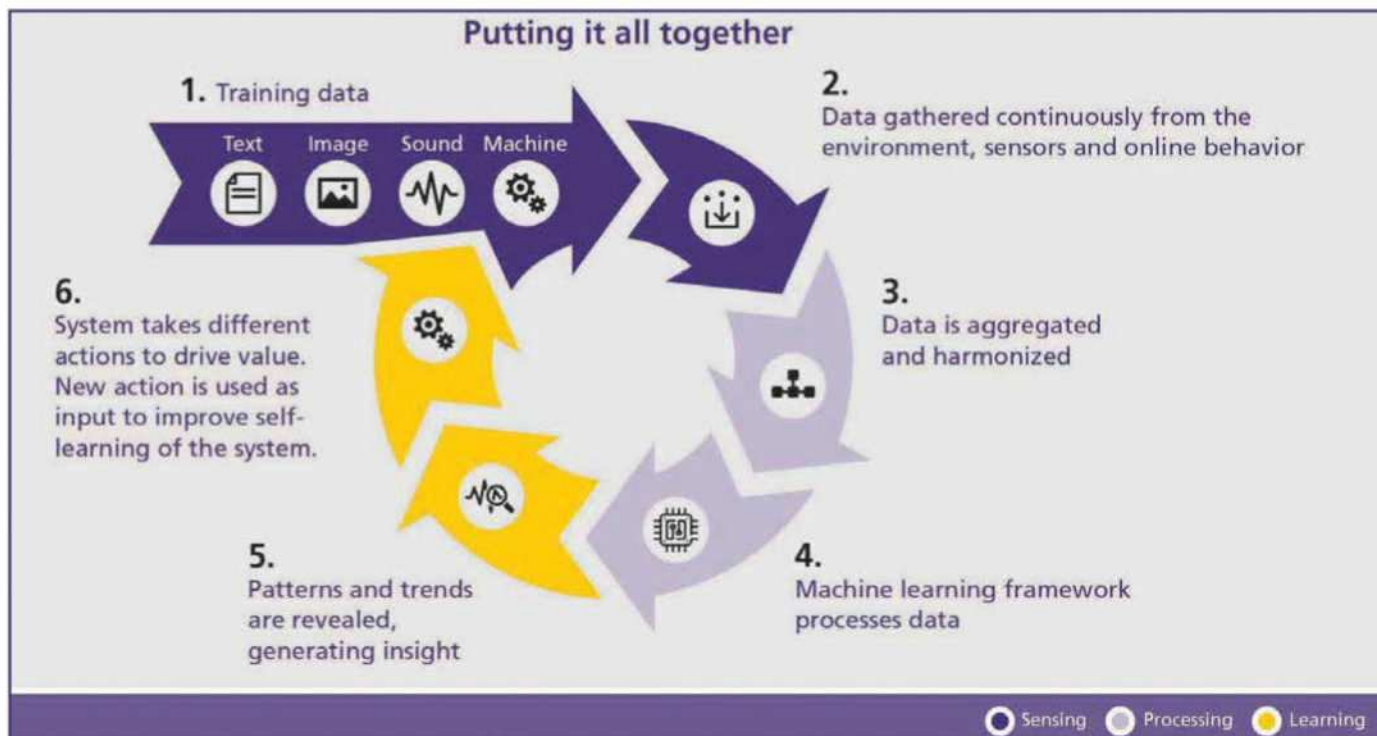 Putting it all together
1. Training data
Text Image Sound Machine
2.
Data gathered continuously from the
environment, sensors and online behavior
3.
Data is aggregated
and harmonized
4.
Machine learning framework
processes data
5.
Patterns and trends
are revealed,
generating insight
6.
System takes different
actions to drive value.
New action is used as
input to improve self-
learning of the system.
Sensing Processing Learning